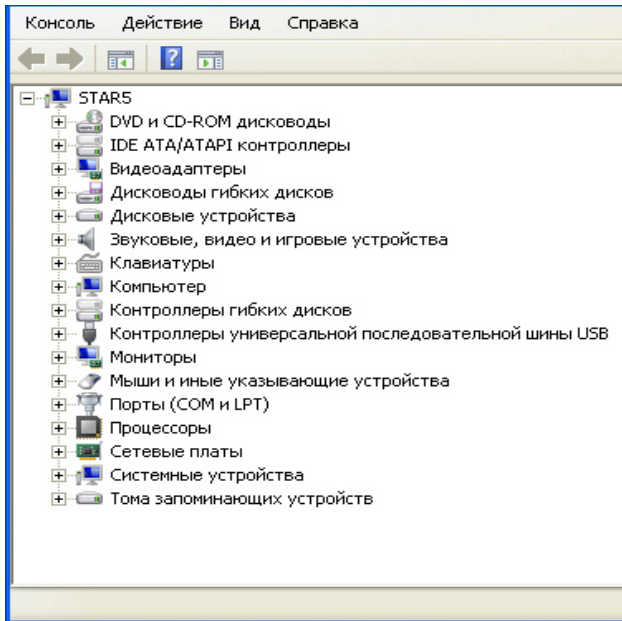 Консоль Действие Вид Справка
STAR5
DVD и CD-ROM дисководы
IDE ATA/ATAPI контроллеры
Видеоадаптеры
Дисководы гибких дисков
Дисковые устройства
Звуковые, видео и игровые устройства
Клавиатуры
Компьютер
Контроллеры гибких дисков
Контроллеры универсальной последовательной шины USB
Мониторы
Мыши и иные указывающие устройства
Порты (COM и LPT)
Процессоры
Сетевые платы
Системные устройства
Тома запоминающих устройств